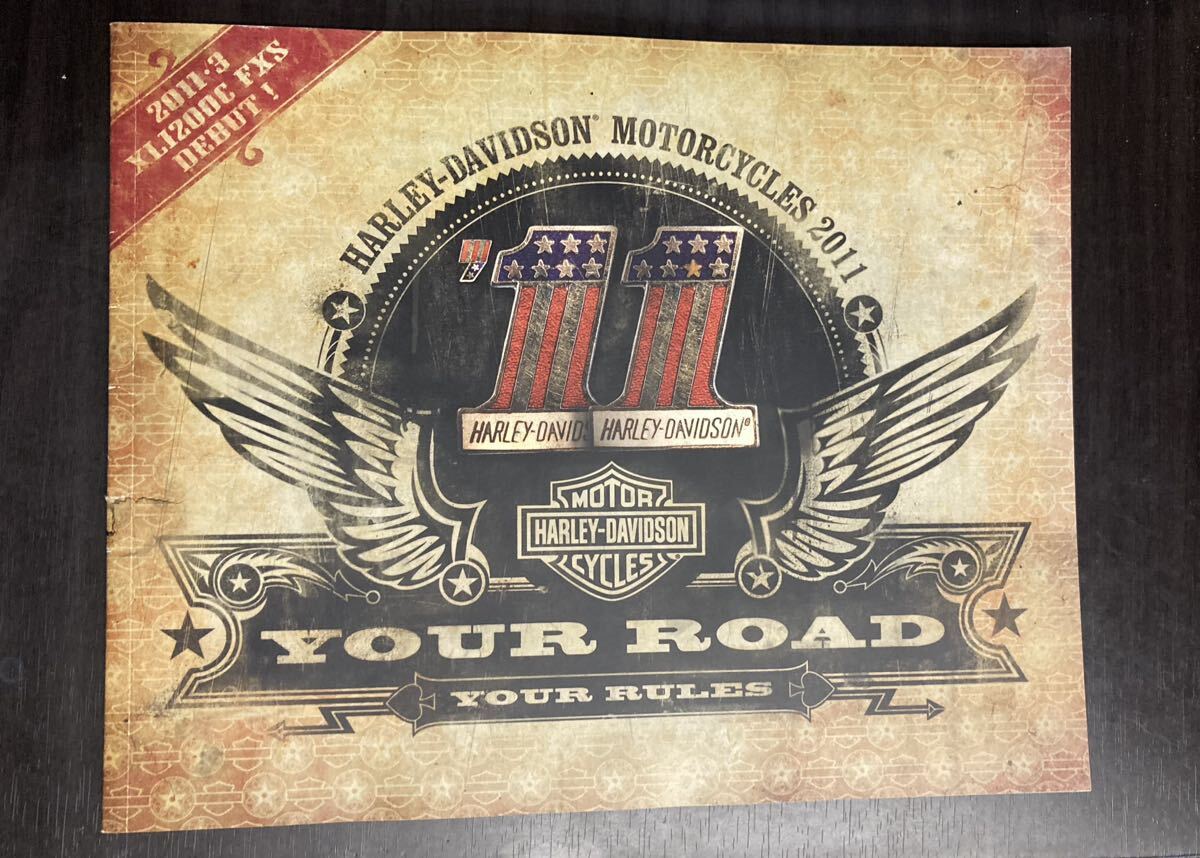 2011·3
XL1200C FXS
DEBUT!
HARLEY-DAVIDSON® MOTORCYCLES 2011
'11
HARLEY-DAVIDS HARLEY-DAVIDSON®
MOTOR
HARLEY-DAVIDSON
CYCLES®
YOUR ROAD
YOUR RULES